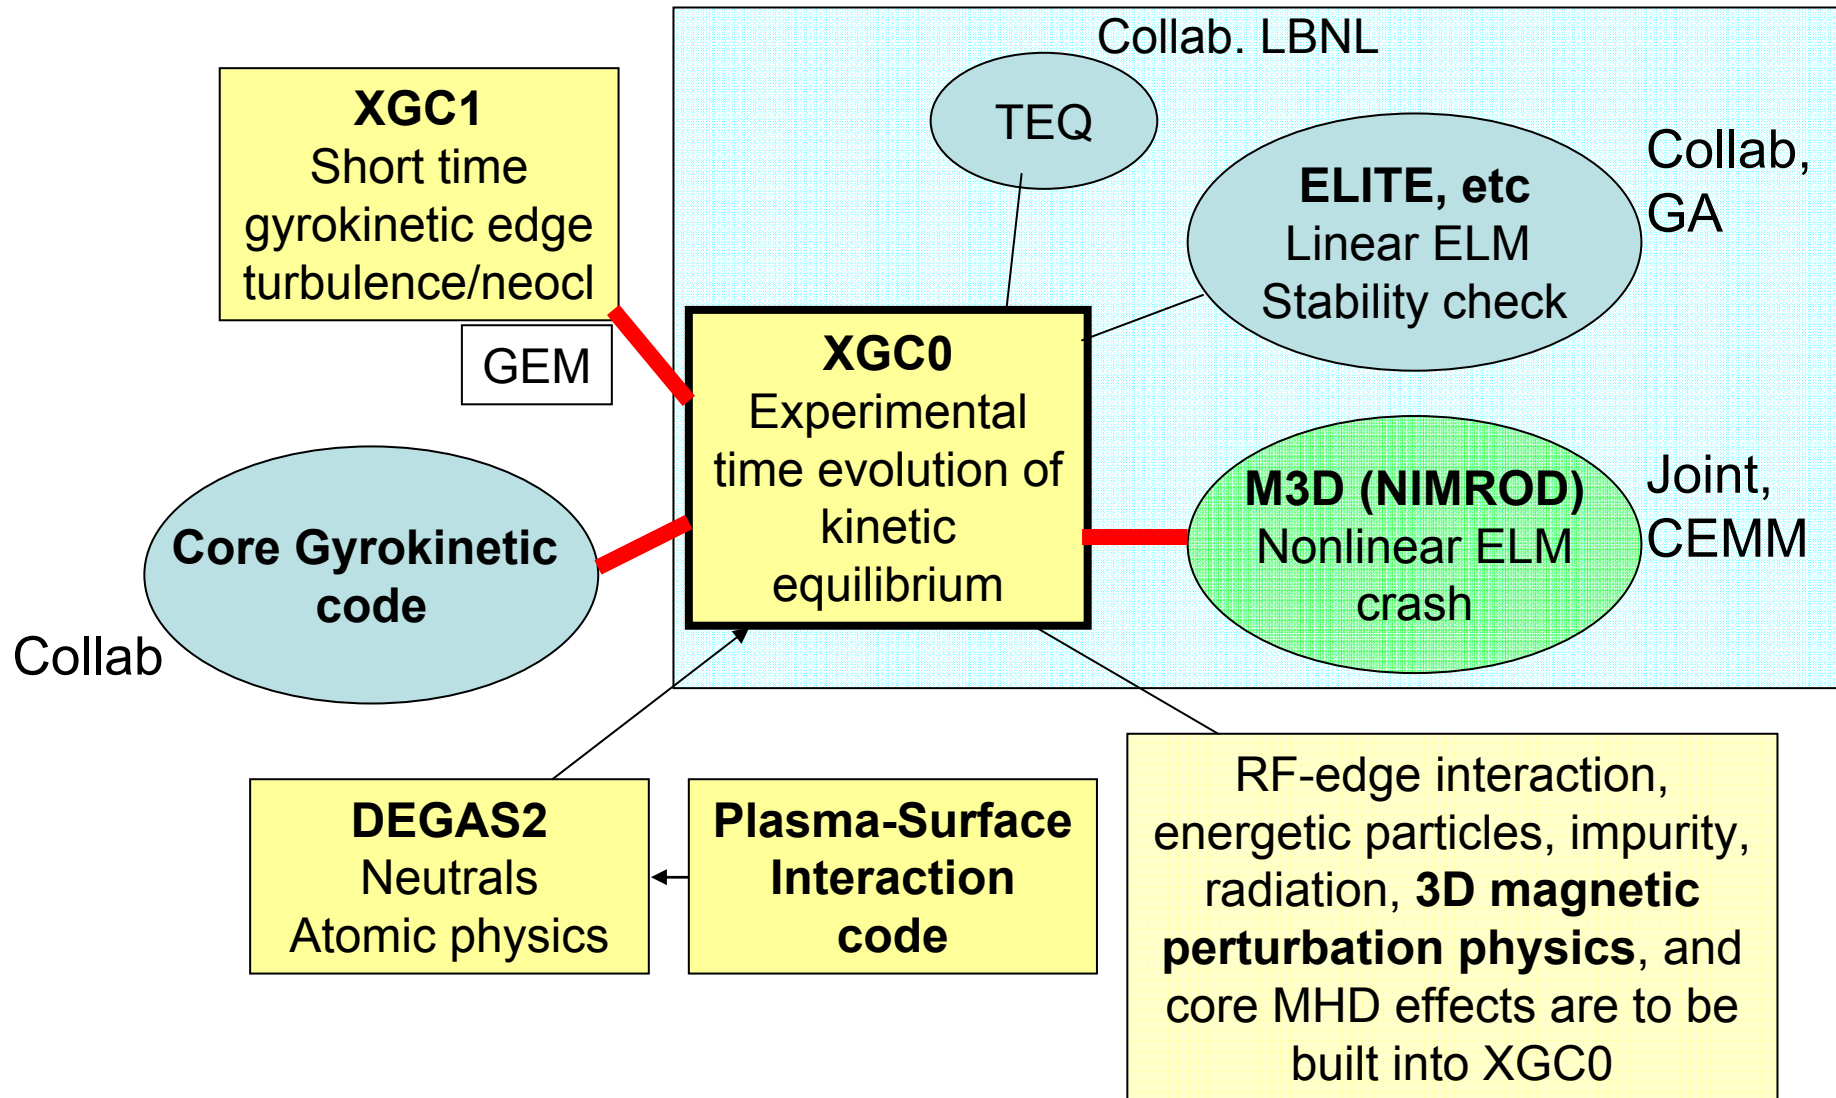 Collab. LBNL
XGC1
Short time
gyrokinetic edge
turbulence/neocl
GEM
TEQ
ELITE, etc
Linear ELM
Stability check
Collab,
GA
XGC0
Experimental
time evolution of
kinetic
equilibrium
Core Gyrokinetic
code
Collab
M3D (NIMROD)
Nonlinear ELM
crash
Joint,
CEMM
DEGAS2
Neutrals
Atomic physics
Plasma-Surface
Interaction
code
RF-edge interaction,
energetic particles, impurity,
radiation, 3D magnetic
perturbation physics, and
core MHD effects are to be
built into XGC0